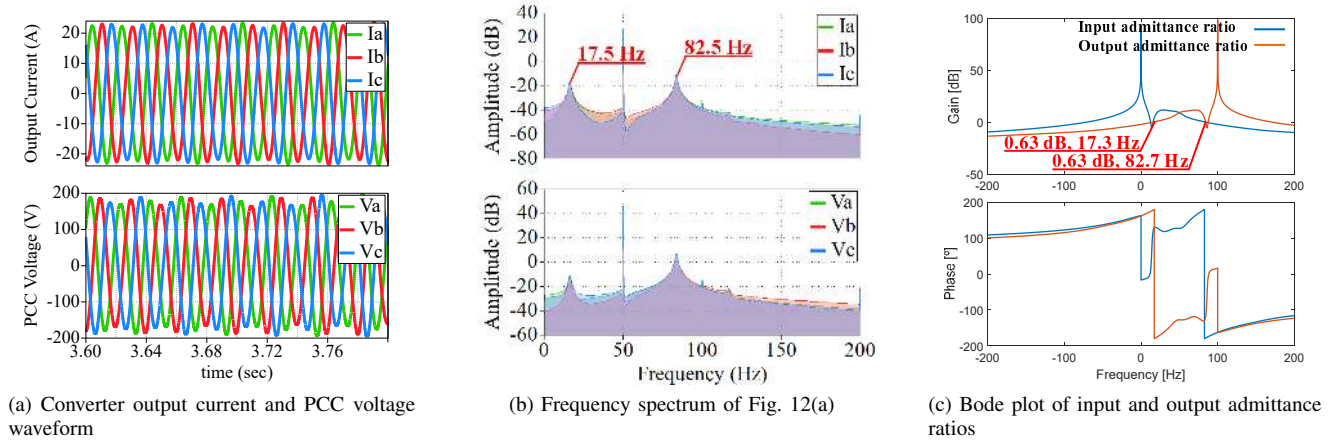 Output Current (A)
20
10
0
-10
-20
Ia
Ib
Ic
PCC Voltage (V)
200
100
0
-100
-200
Va
Vb
Vc
3.60
3.64
3.68
3.72
3.76
time (sec)
(a) Converter output current and PCC voltage
waveform
Amplitude (dB)
60
40
20
0
-20
-40
-60
-80
17.5 Hz
82.5 Hz
Ia
Ib
Ic
Amplitude (dB)
60
40
20
0
-20
-40
-60
Va
Vb
Vc
0
50
100
150
200
Frequency (Hz)
(b) Frequency spectrum of Fig. 12(a)
Gain [dB]
100
50
0
-50
Input admittance ratio
Output admittance ratio
0.63 dB, 17.3 Hz
0.63 dB, 82.7 Hz
-200
-100
0
100
200
Phase [º]
200
100
0
-100
-200
-200
-100
0
100
200
Frequency [Hz]
(c) Bode plot of input and output admittance
ratios